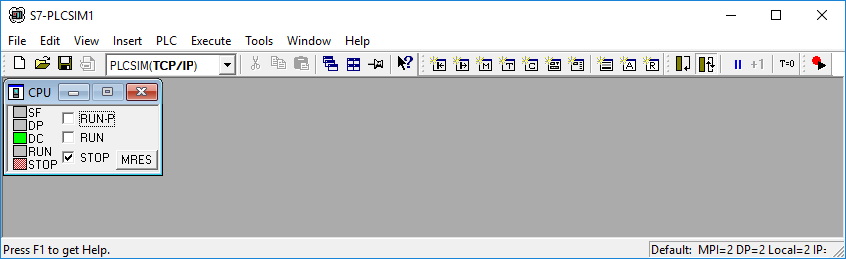 S7-PLCSIM1
File Edit View Insert PLC Execute Tools Window Help
PLCSIM(TCP/IP) +1 T=0
CPU
SF
DP
DC
RUN
STOP
RUN-P
RUN
STOP
MRES
Press F1 to get Help.
Default: MPI=2 DP=2 Local=2 IP: